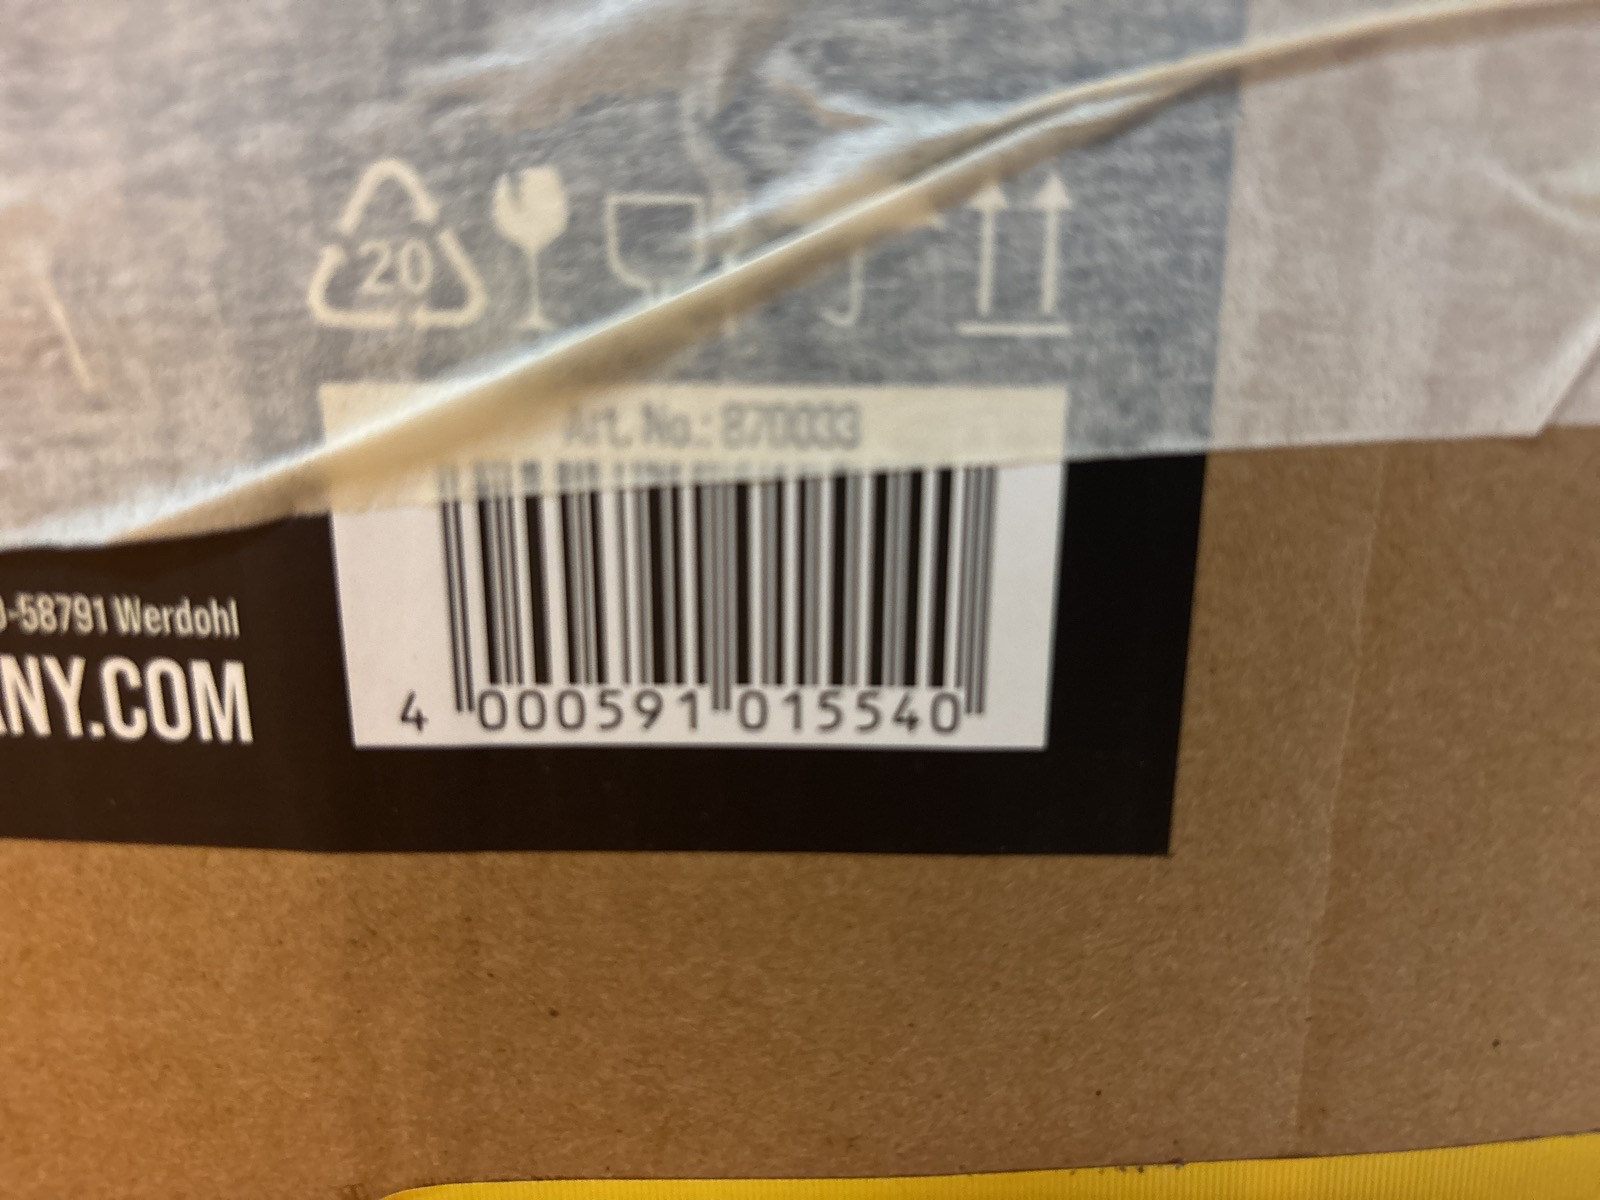 20
Art. No.: 870033
-58791 Werdohl
NY.COM
4 000591 015540